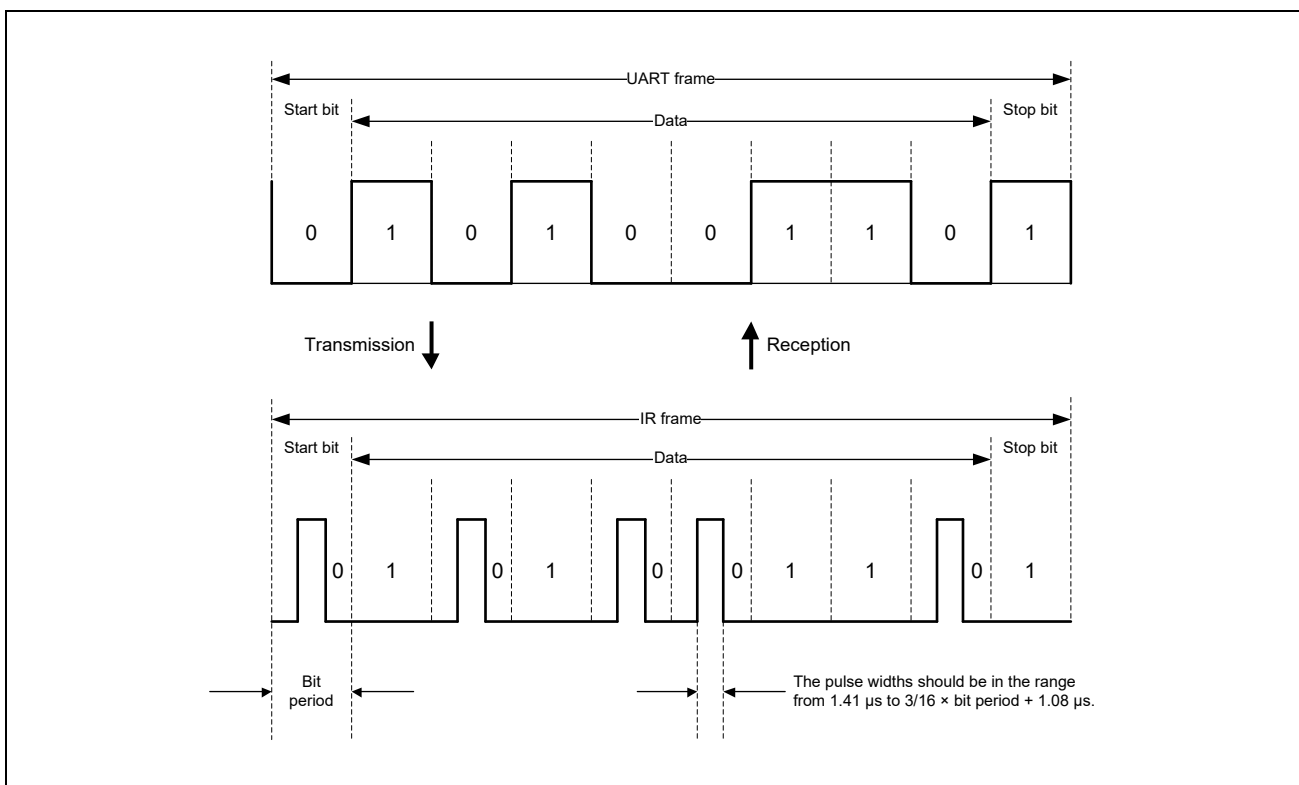 UART frame
Start bit
Data
Stop bit
0 1 0 1 0 0 1 1 0 1
Transmission
Reception
IR frame
Start bit
Data
Stop bit
0 1 0 1 0 0 1 1 0 1
Bit
period
The pulse widths should be in the range
from 1.41 μs to 3/16 × bit period + 1.08 μs.